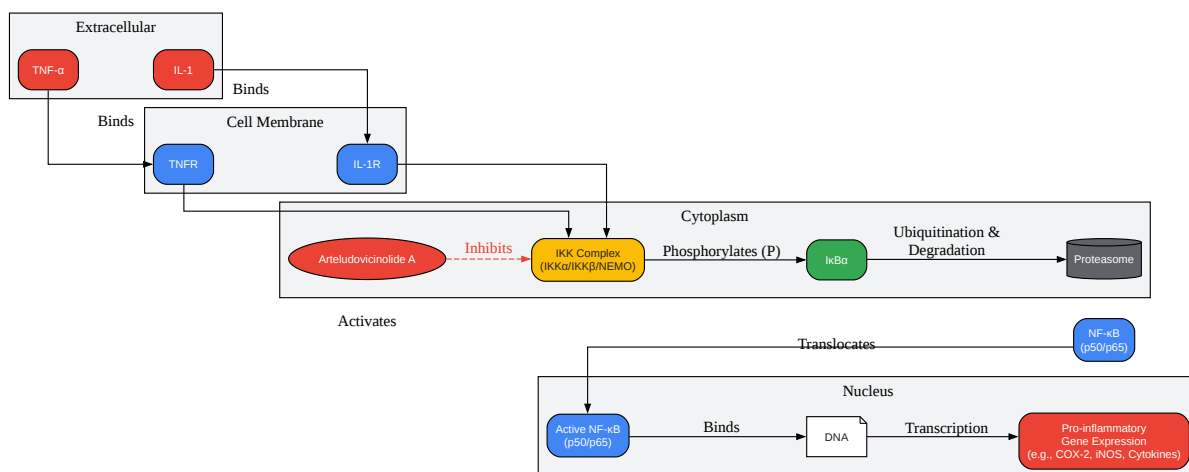 Extracellular
TNF-α
IL-1
Binds
Binds
Cell Membrane
TNFR
IL-1R
Cytoplasm
Arteludovicinolide A
Inhibits
IKK Complex
(IKKα/IKKβ/NEMO)
Phosphorylates (P)
IκBα
Ubiquitination &
Degradation
Proteasome
Activates
NF-κB
(p50/p65)
Translocates
Nucleus
Active NF-κB
(p50/p65)
Binds
DNA
Transcription
Pro-inflammatory
Gene Expression
(e.g., COX-2, iNOS, Cytokines)